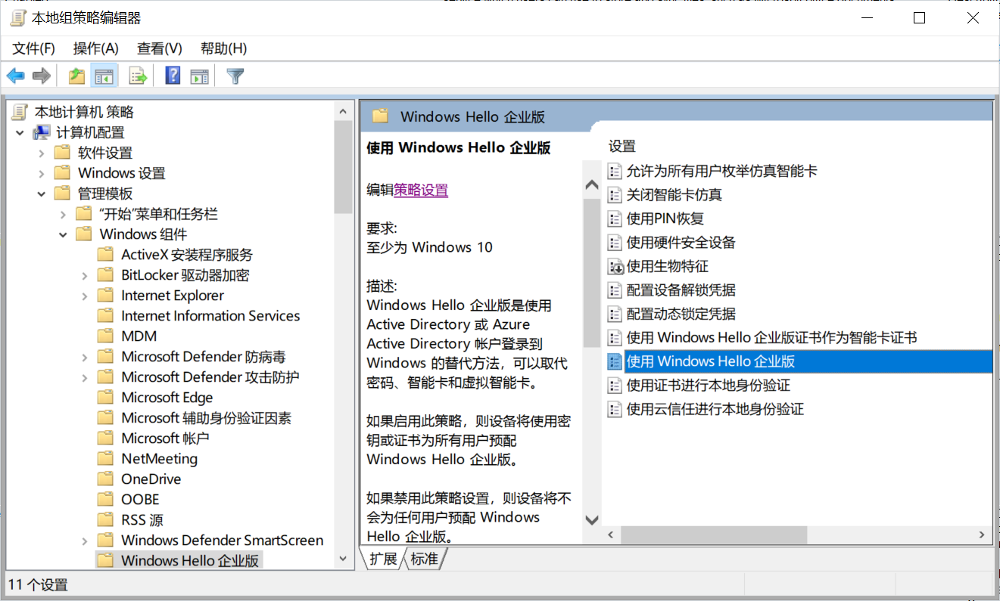 本地组策略编辑器
文件(F) 操作(A) 查看(V) 帮助(H)
本地计算机 策略
计算机配置
软件设置
Windows 设置
管理模板
“开始”菜单和任务栏
Windows 组件
ActiveX 安装程序服务
BitLocker 驱动器加密
Internet Explorer
Internet Information Services
MDM
Microsoft Defender 防病毒
Microsoft Defender 攻击防护
Microsoft Edge
Microsoft 辅助身份验证因素
Microsoft 帐户
NetMeeting
OneDrive
OOBE
RSS 源
Windows Defender SmartScreen
Windows Hello 企业版
Windows Hello 企业版
使用 Windows Hello 企业版
编辑策略设置
要求:
至少为 Windows 10
描述:
Windows Hello 企业版是使用
Active Directory 或 Azure
Active Directory 帐户登录到
Windows 的替代方法，可以取代
密码、智能卡和虚拟智能卡。
如果启用此策略，则设备将使用密
钥或证书为所有用户预配
Windows Hello 企业版。
如果禁用此策略设置，则设备将不
会为任何用户预配 Windows
Hello 企业版。
设置
允许为所有用户枚举仿真智能卡
关闭智能卡仿真
使用PIN恢复
使用硬件安全设备
使用生物特征
配置设备解锁凭据
配置动态锁定凭据
使用 Windows Hello 企业版证书作为智能卡证书
使用 Windows Hello 企业版
使用证书进行本地身份验证
使用云信任进行本地身份验证
扩展 标准
11 个设置